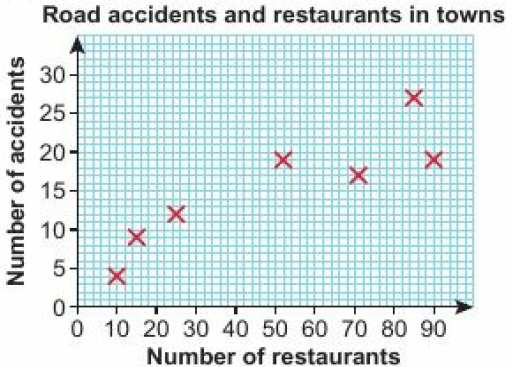 Road accidents and restaurants in towns
Number of accidents
30
25
20
15
10
5
0
0 10 20 30 40 50 60 70 80 90
Number of restaurants